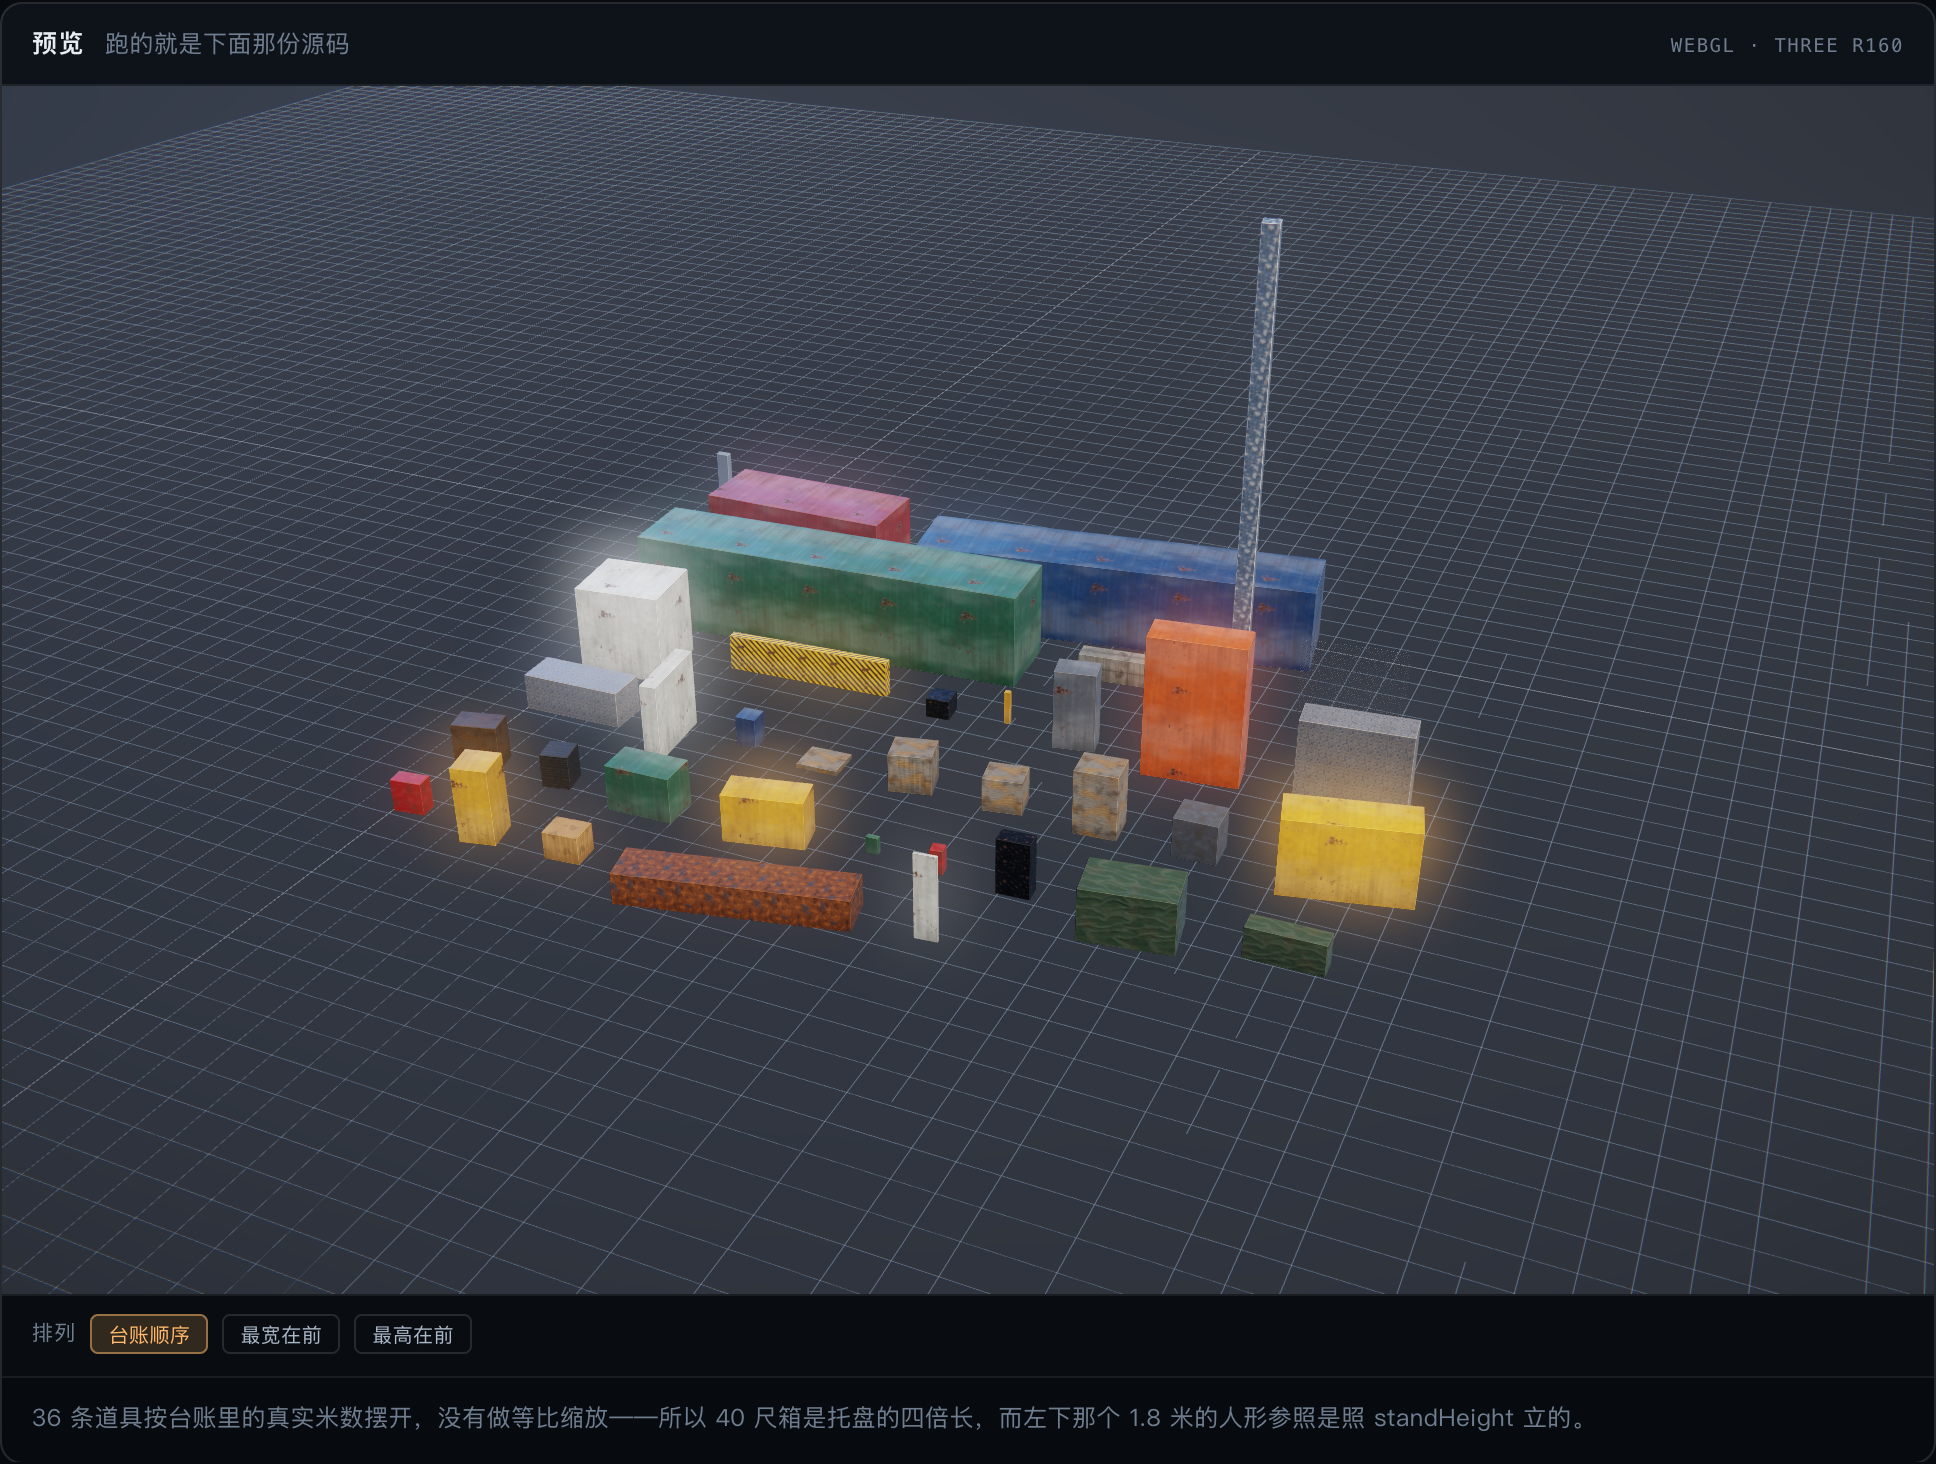 预览 跑的就是下面那份源码
WEBGL · THREE R160
排列 台账顺序 最宽在前 最高在前
36 条道具按台账里的真实米数摆开，没有做等比缩放——所以 40 尺箱是托盘的四倍长，而左下那个 1.8 米的人形参照是照 standHeight 立的。